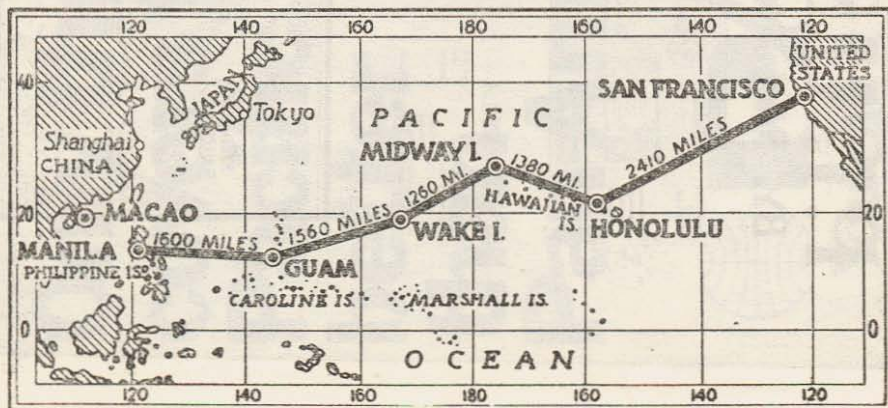 120 140 160 180 160 140 120
UNITED
STATES
40
SAN FRANCISCO
JAPAN
Tokyo
PACIFIC
Shanghai
CHINA
MIDWAY I.
1380 MI.
2410 MILES
1260 MI.
HAWAIIAN
IS.
MACAO
20
1560 MILES
WAKE I.
HONOLULU
20
MANILA
1600 MILES
PHILIPPINE IS.
GUAM
CAROLINE IS.
MARSHALL IS.
0
0
OCEAN
120 140 160 180 160 140 120